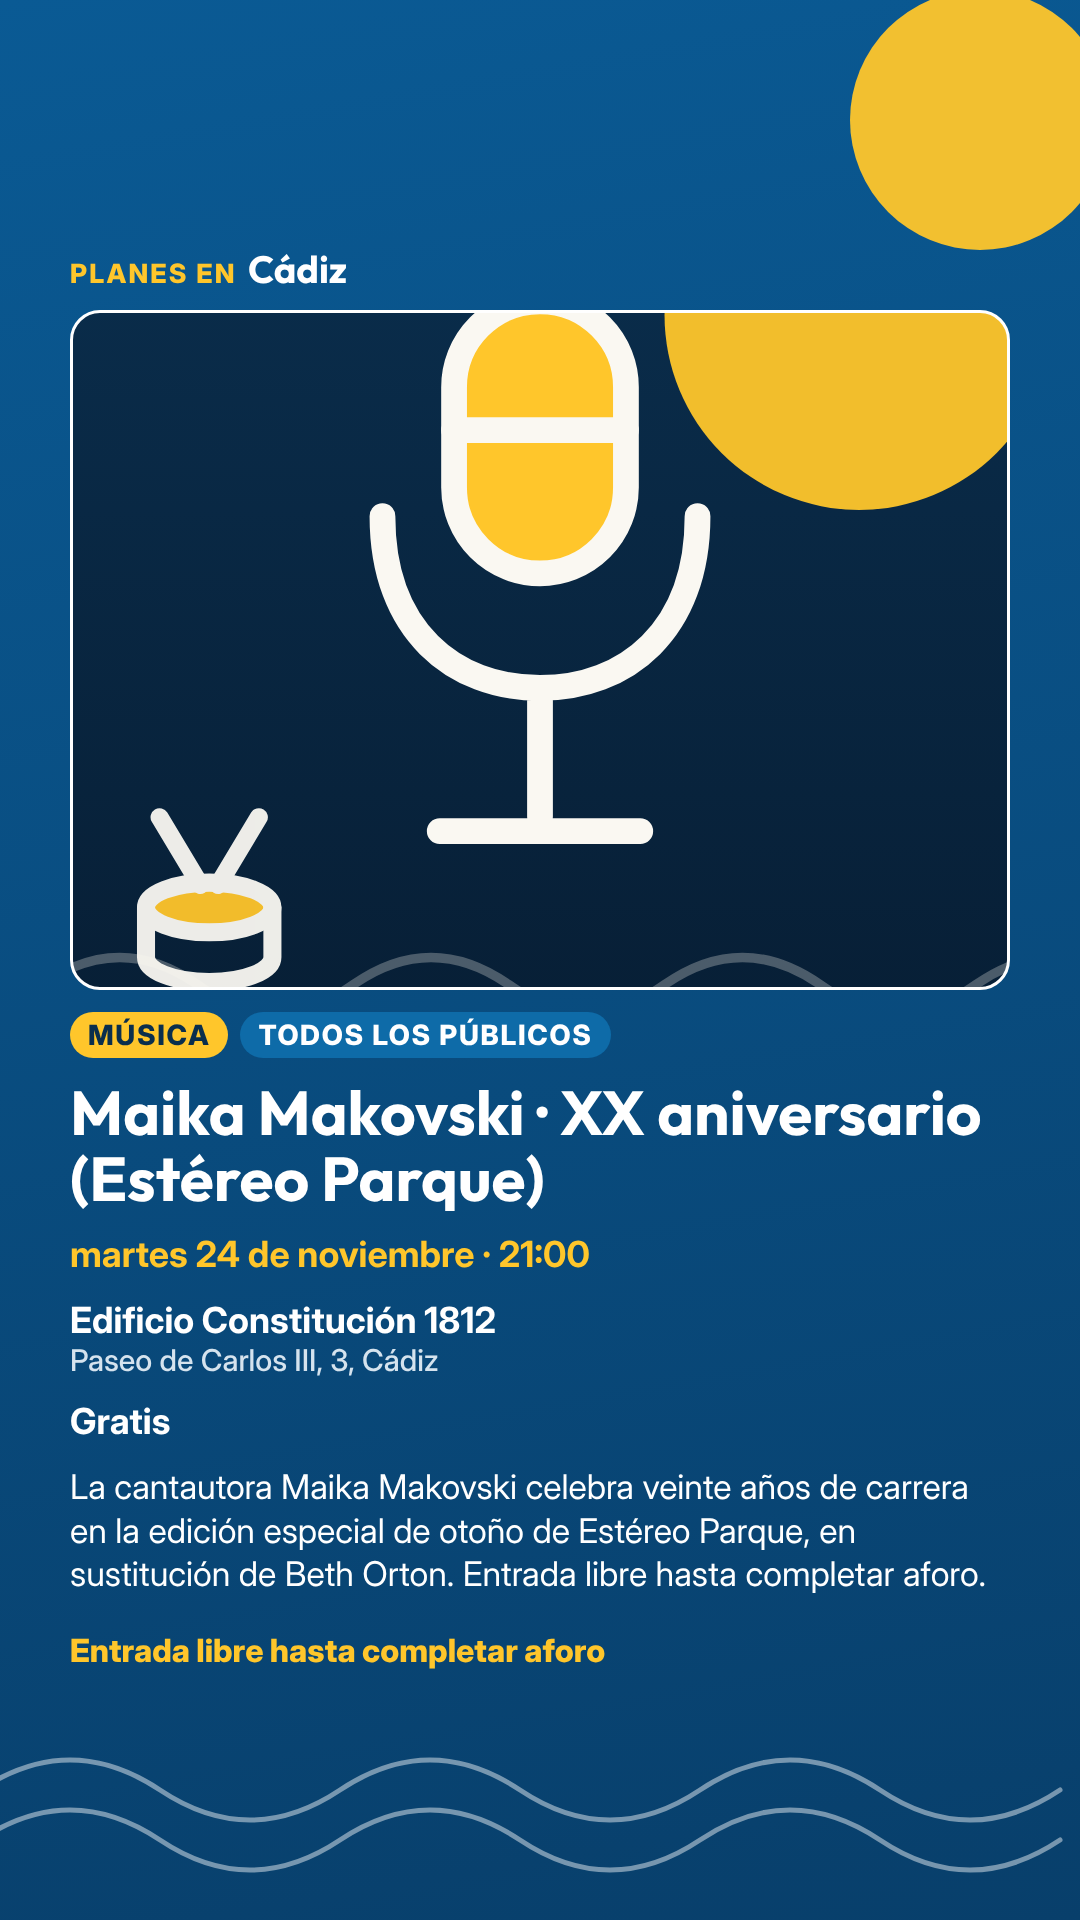 PLANES EN Cádiz
MÚSICA TODOS LOS PÚBLICOS
Maika Makovski · XX aniversario
(Estéreo Parque)
martes 24 de noviembre · 21:00
Edificio Constitución 1812
Paseo de Carlos III, 3, Cádiz
Gratis
La cantautora Maika Makovski celebra veinte años de carrera
en la edición especial de otoño de Estéreo Parque, en
sustitución de Beth Orton. Entrada libre hasta completar aforo.
Entrada libre hasta completar aforo